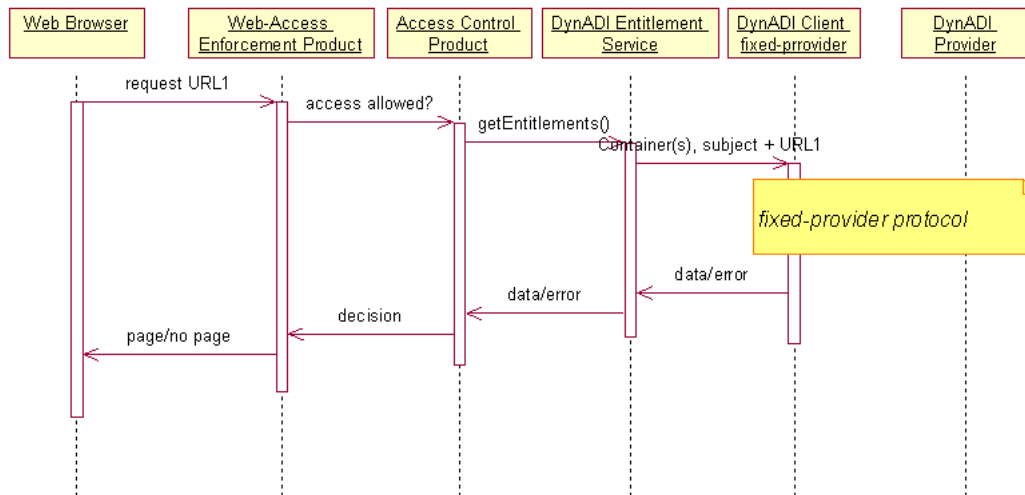 Web Browser
Web-Access
Enforcement Product
Access Control
Product
DynADI Entitlement
Service
DynADI Client
fixed-prrovider
DynADI
Provider
request URL1
access allowed?
getEntitlements()
Container(s), subject + URL1
fixed-provider protocol
data/error
data/error
decision
page/no page